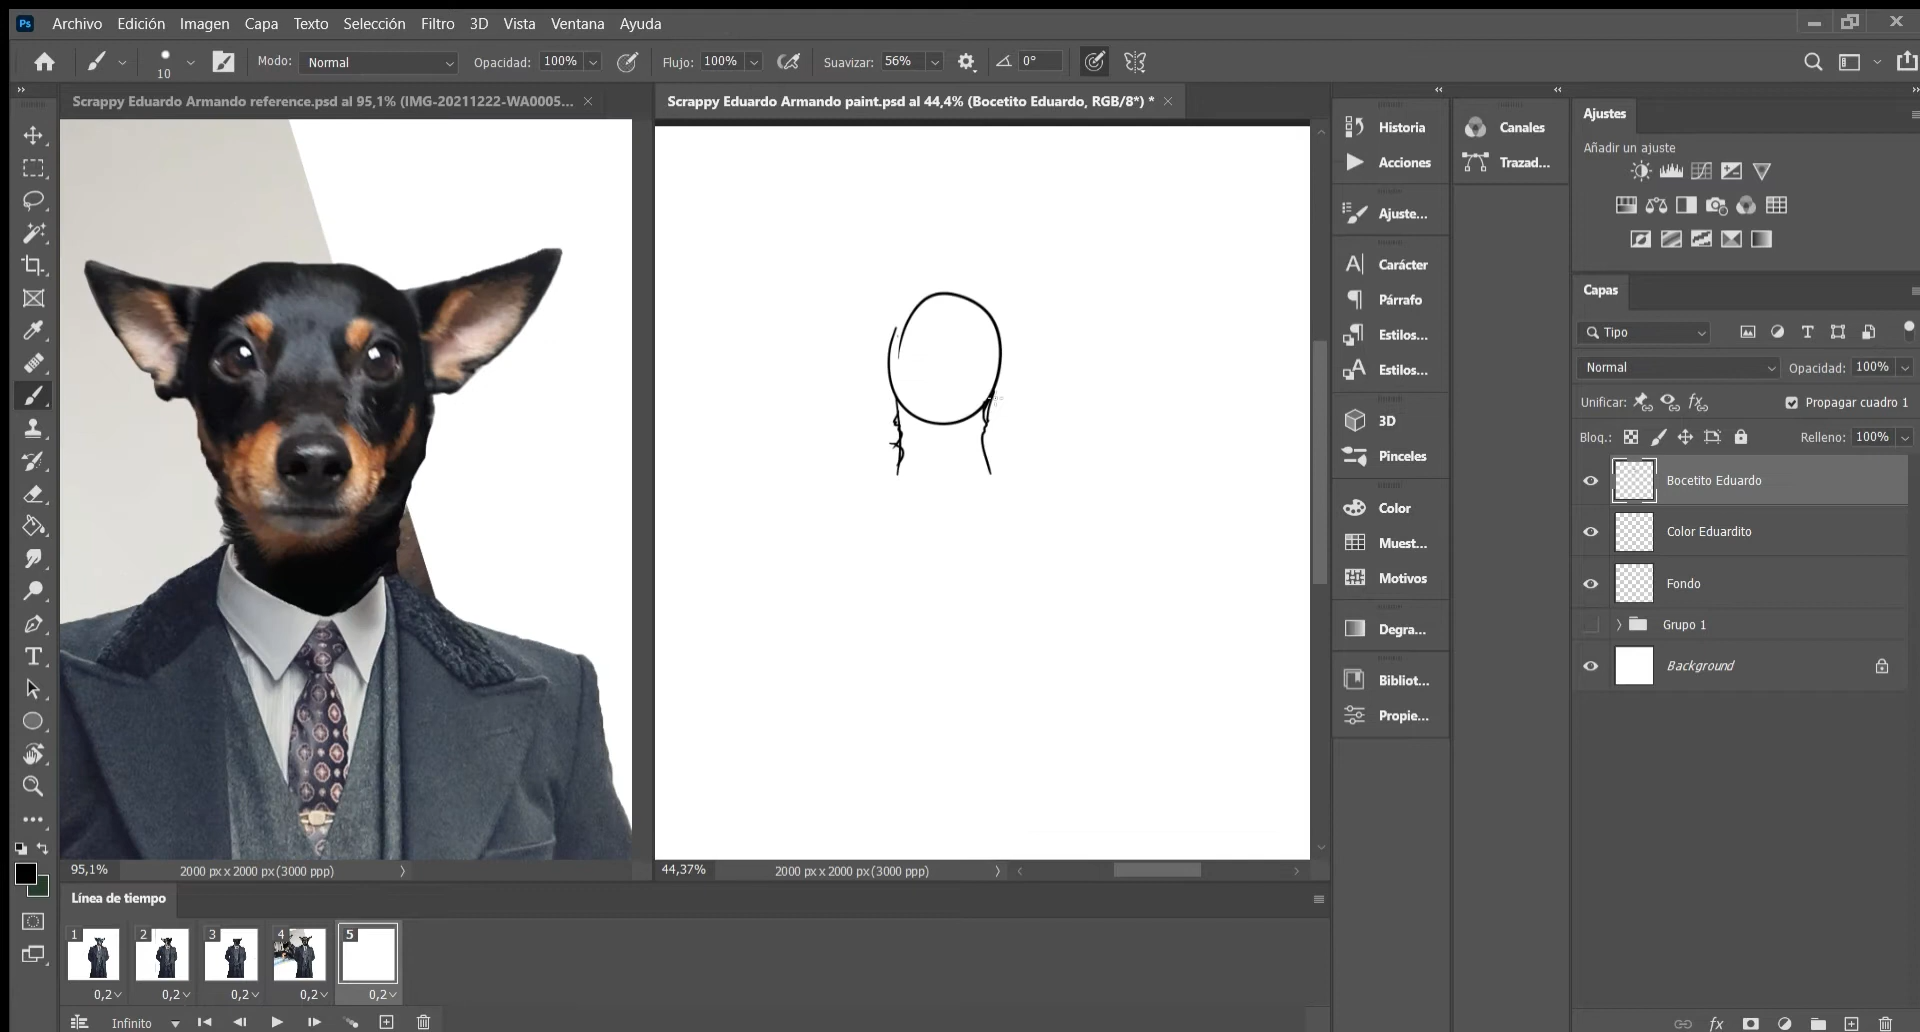 Ps Archivo Edición Imagen Capa Texto Selección Filtro 3D Vista Ventana Ayuda
10 Modo: Normal Opacidad: 100% Flujo: 100% Suavizar: 56% 0°
Scrappy Eduardo Armando reference.psd al 95,1% (IMG-20211222-WA0005...
Scrappy Eduardo Armando paint.psd al 44,4% (Bocetito Eduardo, RGB/8*) *
Historia
Acciones
Ajuste...
Carácter
Párrafo
Estilos...
Estilos...
3D
Pinceles
Color
Muest...
Motivos
Degra...
Bibliot...
Propie...
Canales
Trazad...
Ajustes
Añadir un ajuste
Capas
Tipo
Normal Opacidad: 100%
Unificar: Propagar cuadro 1
Bloq.: Relleno: 100%
Bocetito Eduardo
Color Eduardito
Fondo
Grupo 1
Background
95,1% 2000 px x 2000 px (3000 ppp)
44,37% 2000 px x 2000 px (3000 ppp)
Línea de tiempo
1 2 3 4 5
0,2 0,2 0,2 0,2 0,2
Infinito
fx